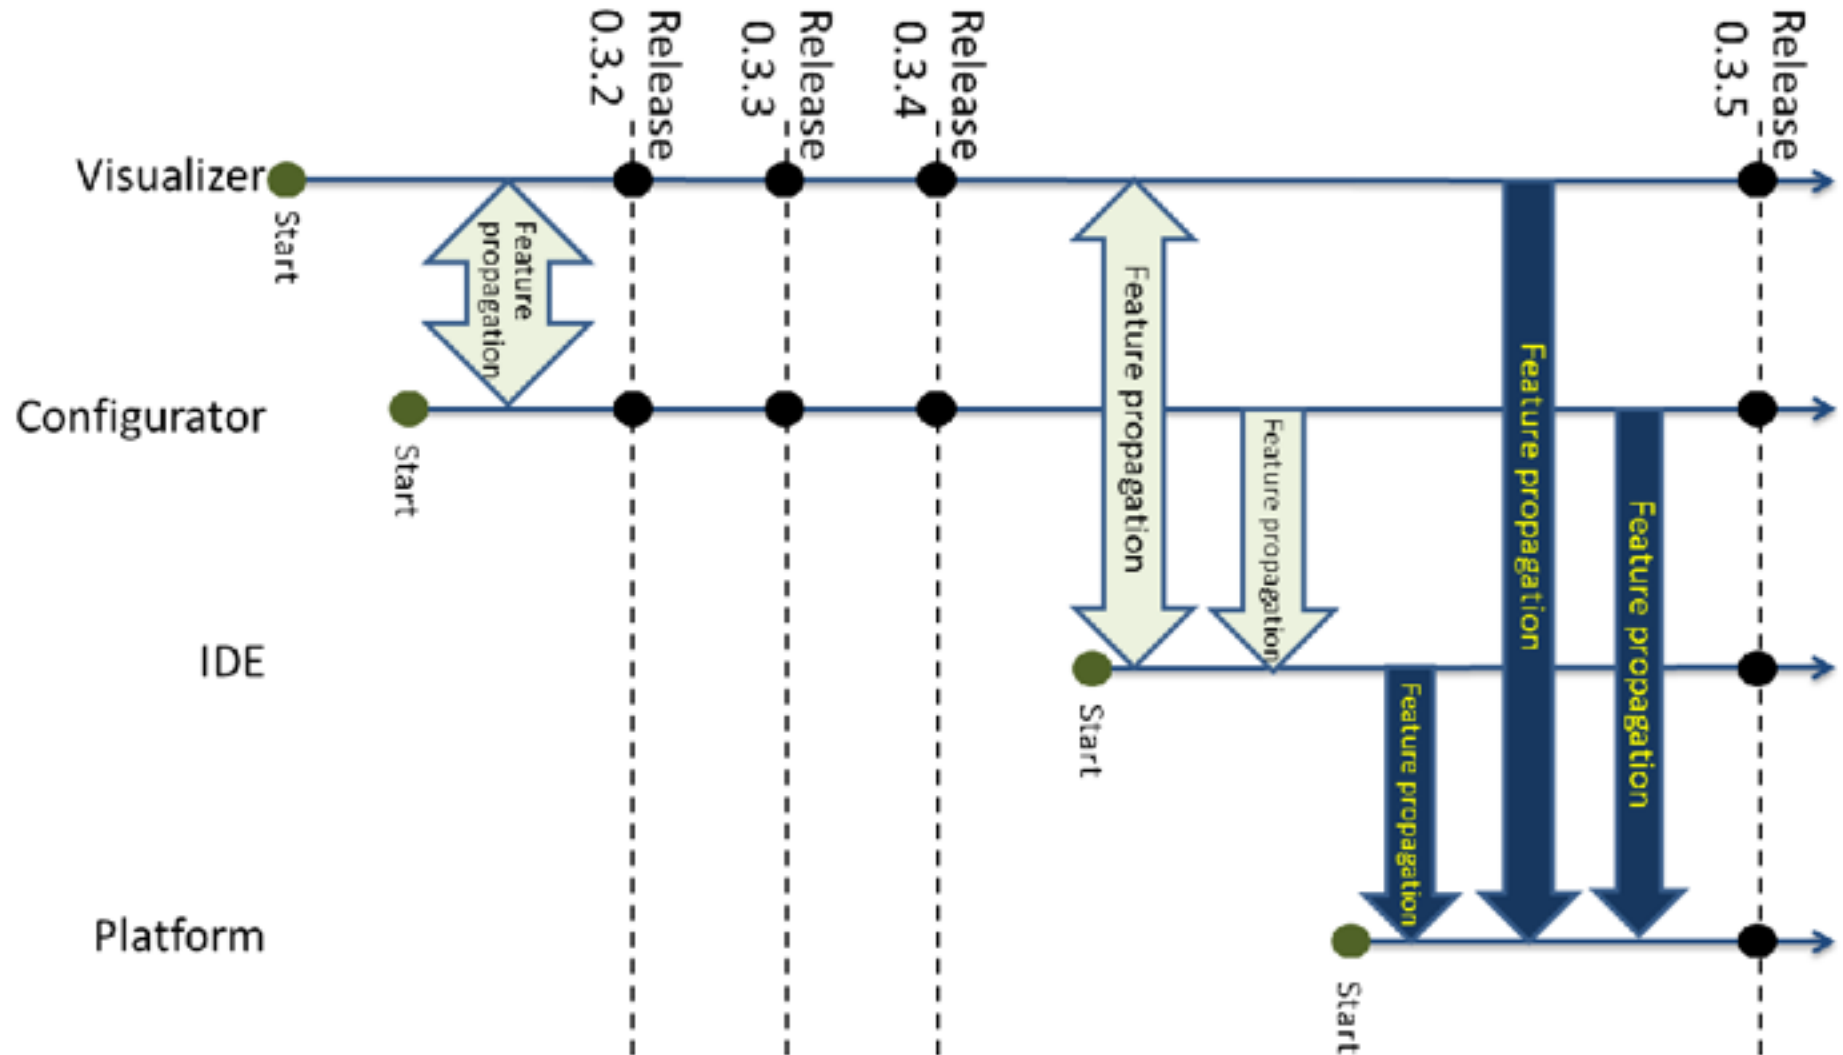 Release
0.3.2
Release
0.3.3
Release
0.3.4
Release
0.3.5
Visualizer
Start
Feature
propagation
Configurator
Start
Feature propagation
Feature propagation
Feature propagation
Feature propagation
IDE
Start
Feature propagation
Platform
Start